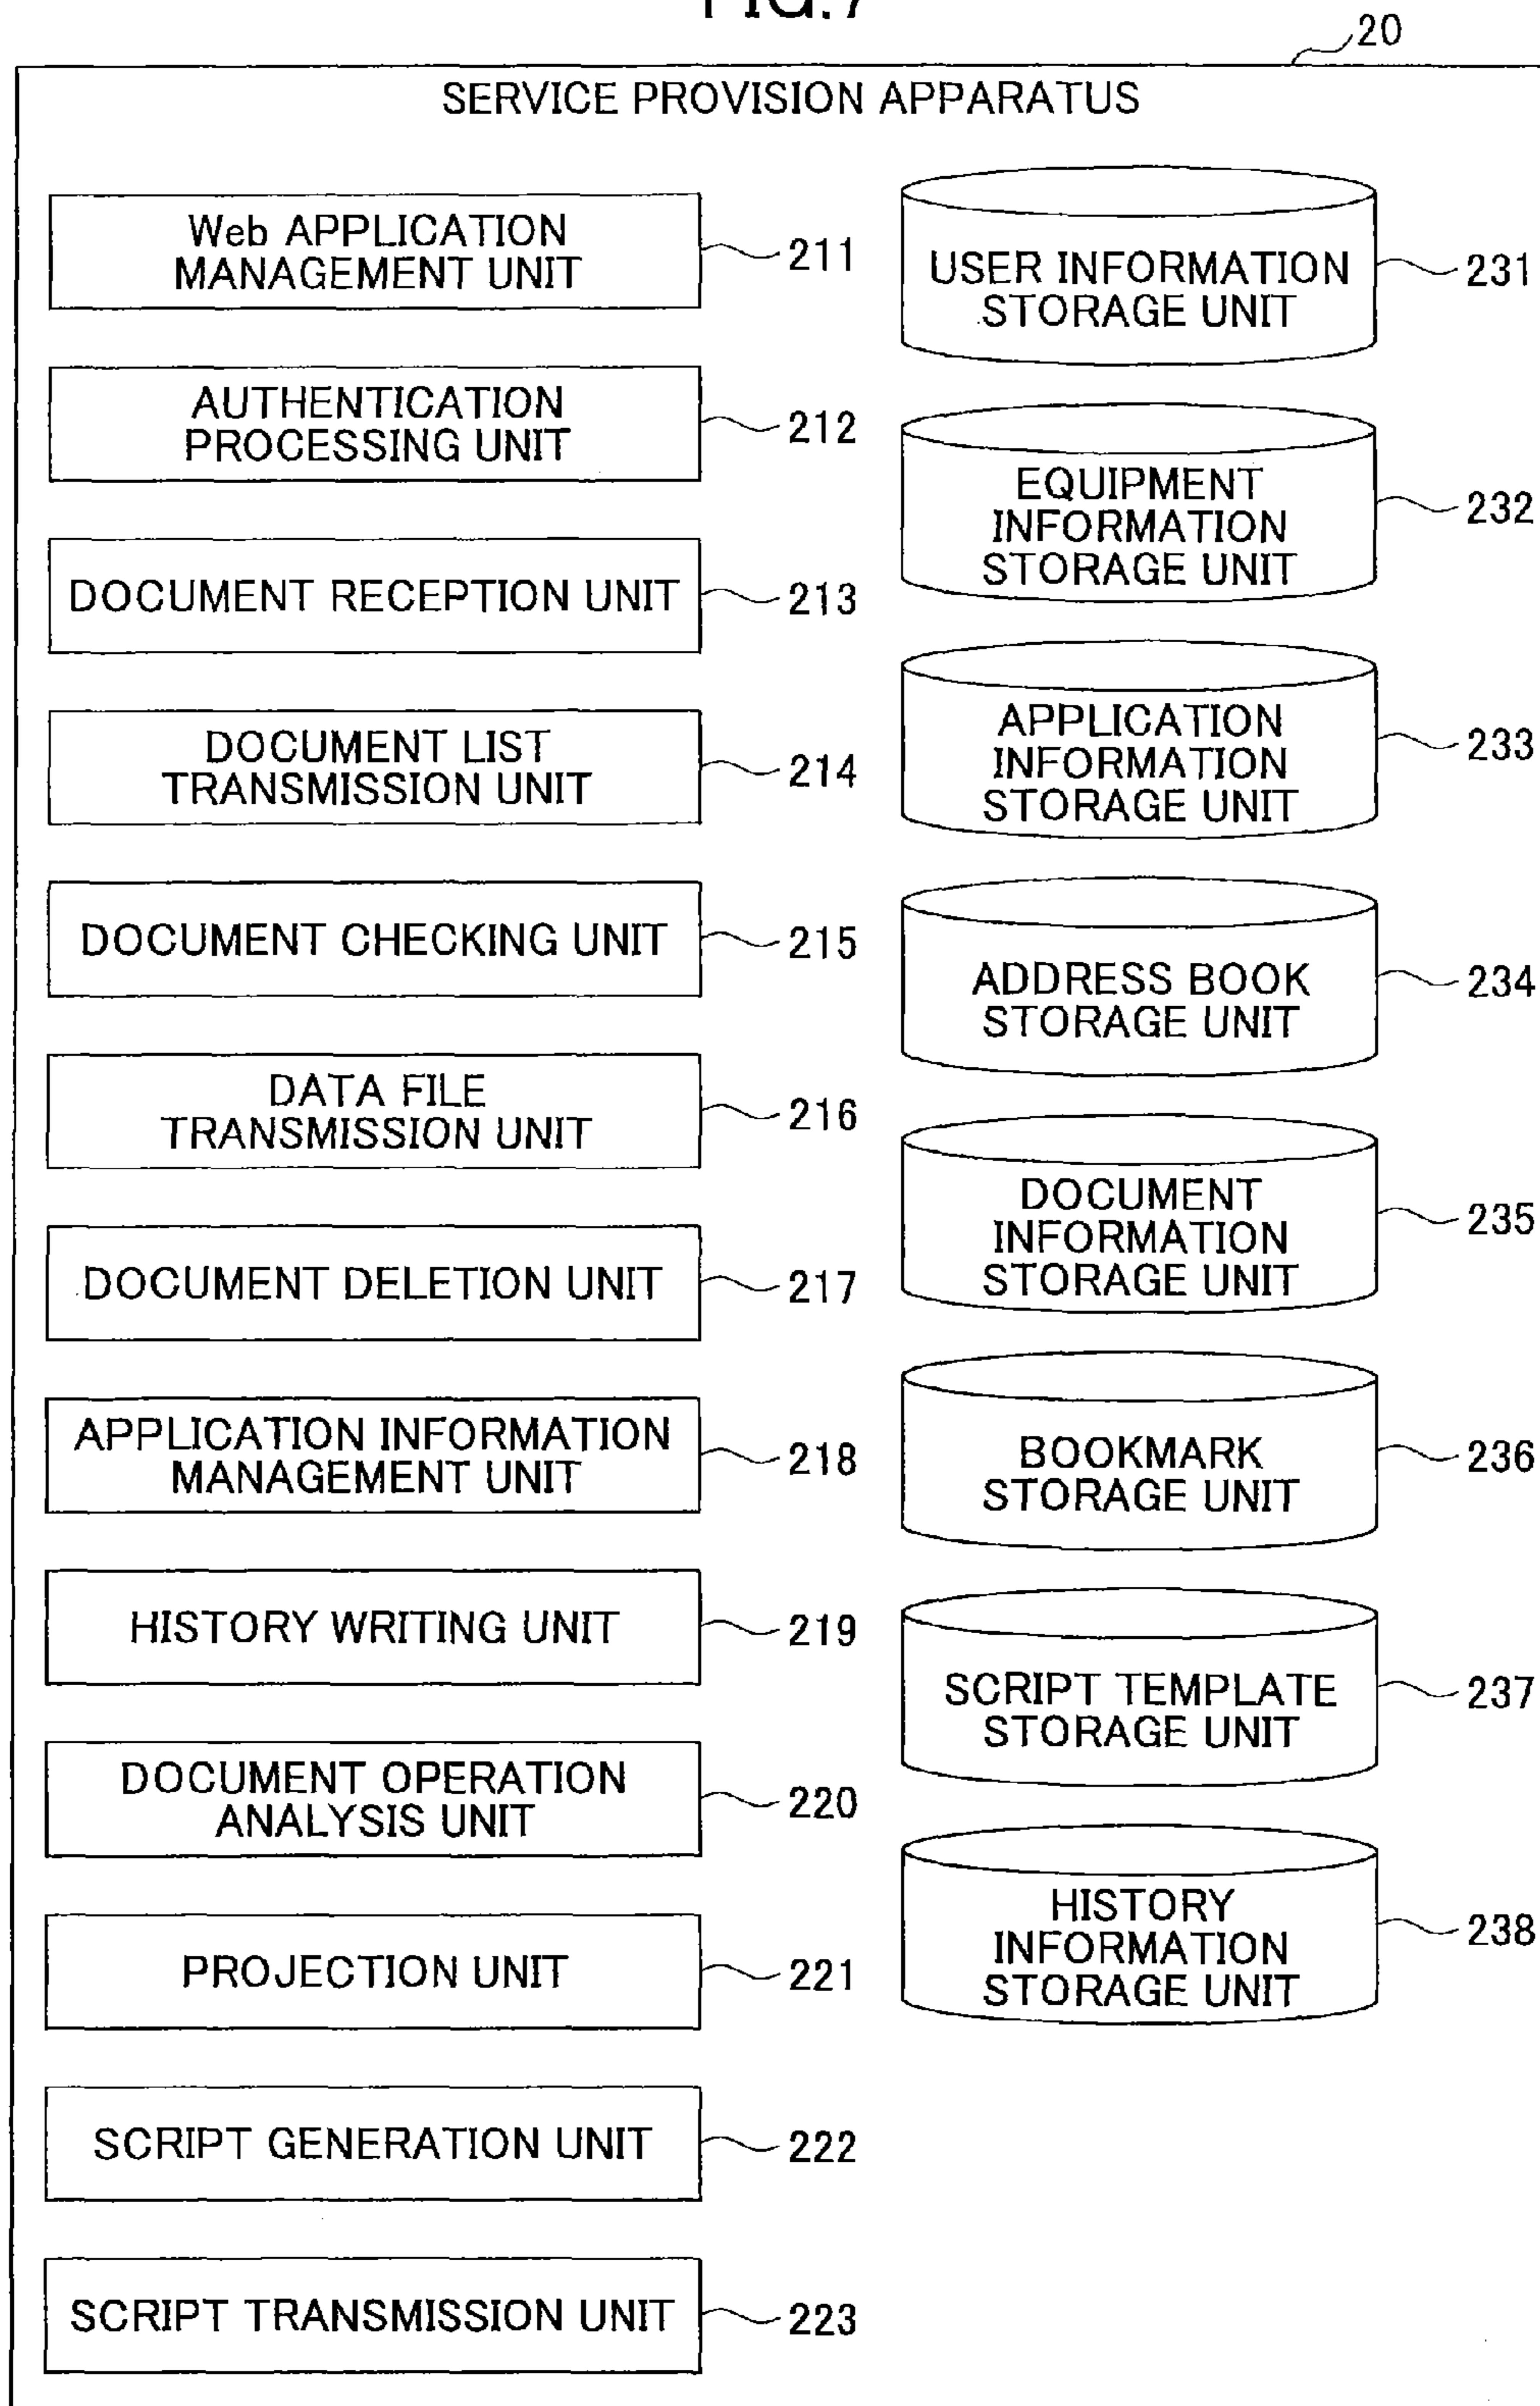 FIG.7
20
SERVICE PROVISION APPARATUS
Web APPLICATION
MANAGEMENT UNIT
211
AUTHENTICATION
PROCESSING UNIT
212
DOCUMENT RECEPTION UNIT
213
DOCUMENT LIST
TRANSMISSION UNIT
214
DOCUMENT CHECKING UNIT
215
DATA FILE
TRANSMISSION UNIT
216
DOCUMENT DELETION UNIT
217
APPLICATION INFORMATION
MANAGEMENT UNIT
218
HISTORY WRITING UNIT
219
DOCUMENT OPERATION
ANALYSIS UNIT
220
PROJECTION UNIT
221
SCRIPT GENERATION UNIT
222
SCRIPT TRANSMISSION UNIT
223
USER INFORMATION
STORAGE UNIT
231
EQUIPMENT
INFORMATION
STORAGE UNIT
232
APPLICATION
INFORMATION
STORAGE UNIT
233
ADDRESS BOOK
STORAGE UNIT
234
DOCUMENT
INFORMATION
STORAGE UNIT
235
BOOKMARK
STORAGE UNIT
236
SCRIPT TEMPLATE
STORAGE UNIT
237
HISTORY
INFORMATION
STORAGE UNIT
238